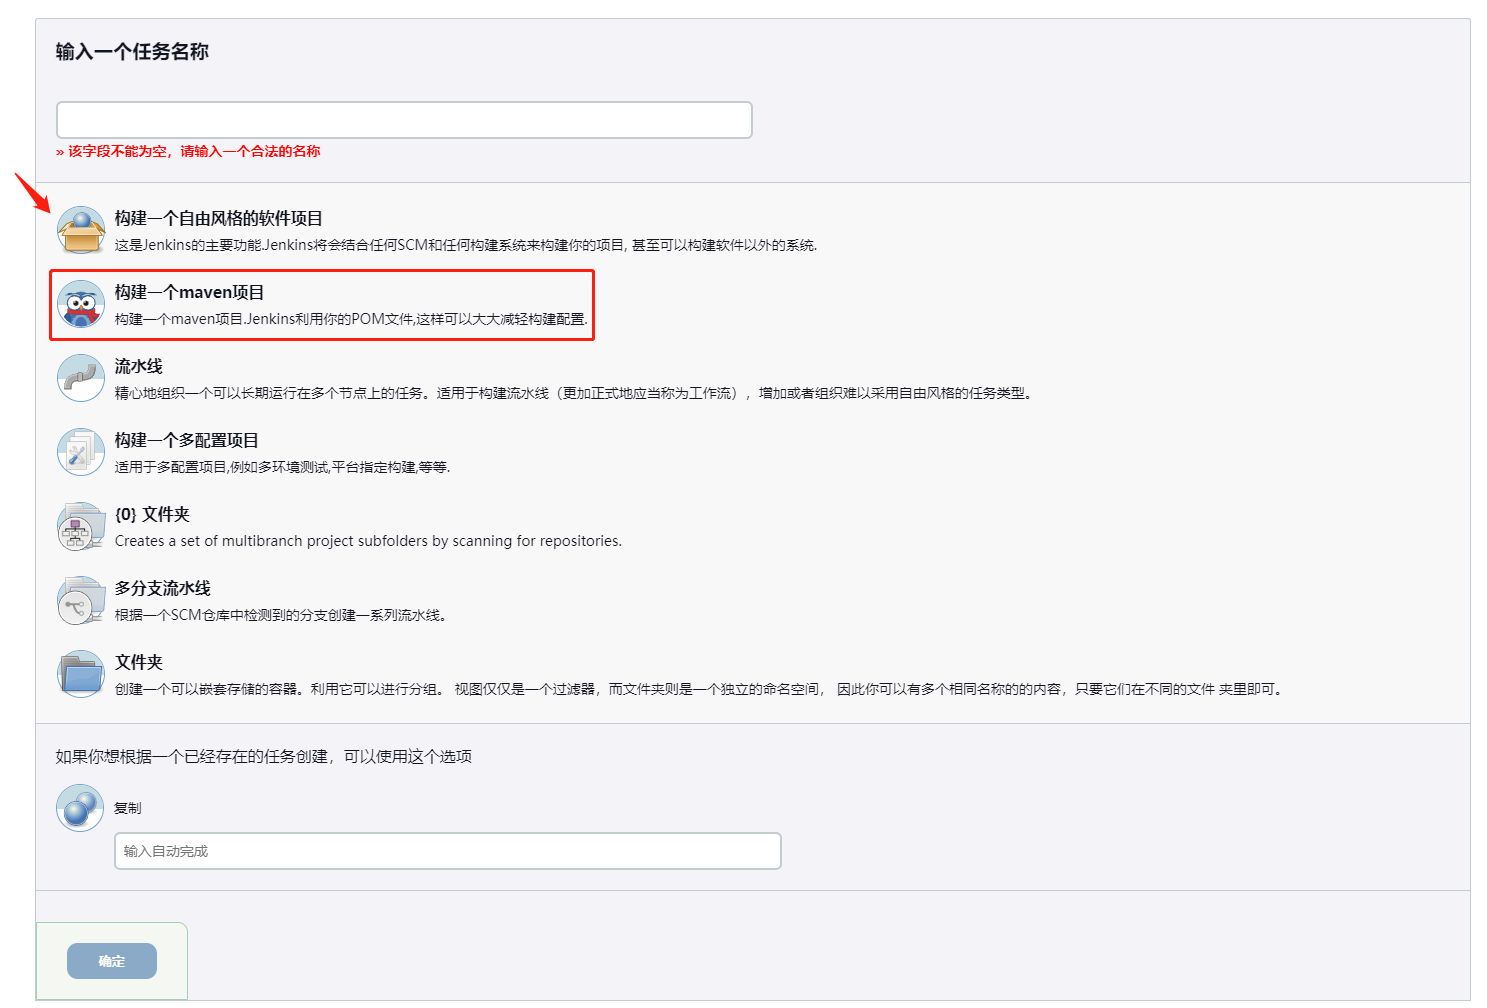 输入一个任务名称
» 该字段不能为空，请输入一个合法的名称
构建一个自由风格的软件项目
这是Jenkins的主要功能.Jenkins将会结合任何SCM和任何构建系统来构建你的项目, 甚至可以构建软件以外的系统.
构建一个maven项目
构建一个maven项目.Jenkins利用你的POM文件,这样可以大大减轻构建配置.
流水线
精心地组织一个可以长期运行在多个节点上的任务。适用于构建流水线（更加正式地应当称为工作流），增加或者组织难以采用自由风格的任务类型。
构建一个多配置项目
适用于多配置项目,例如多环境测试,平台指定构建,等等.
{0} 文件夹
Creates a set of multibranch project subfolders by scanning for repositories.
多分支流水线
根据一个SCM仓库中检测到的分支创建一系列流水线。
文件夹
创建一个可以嵌套存储的容器。利用它可以进行分组。 视图仅仅是一个过滤器，而文件夹则是一个独立的命名空间， 因此你可以有多个相同名称的的内容，只要它们在不同的文件 夹里即可。
如果你想根据一个已经存在的任务创建，可以使用这个选项
复制
输入自动完成
确定